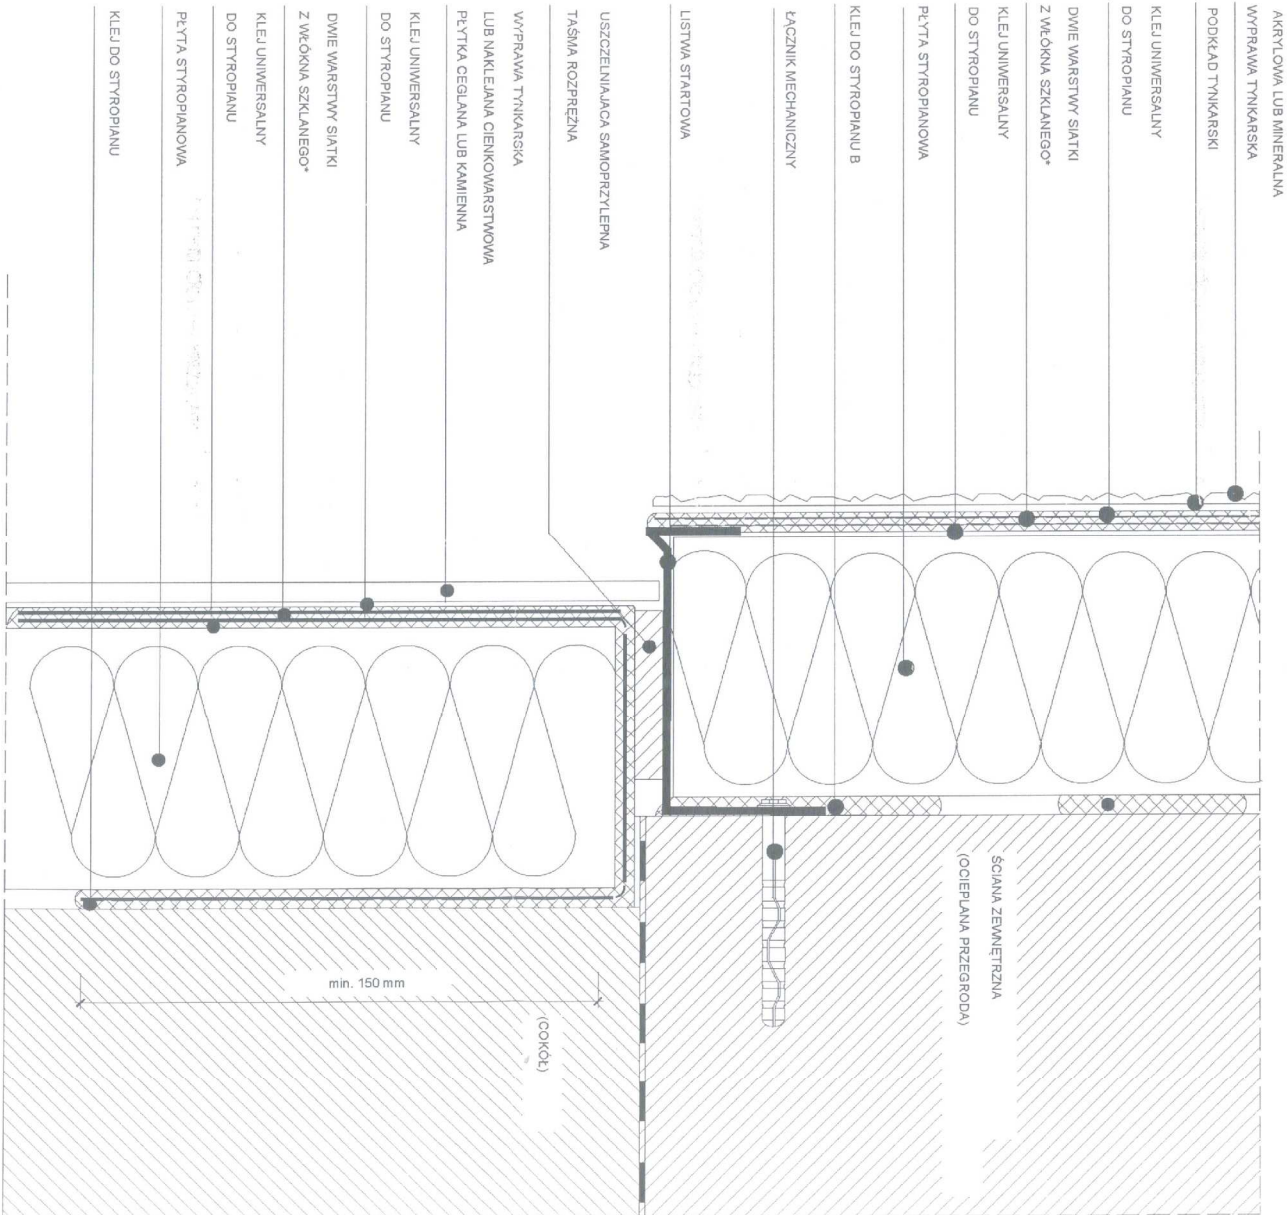 AKRYLOWA LUB MINERALNA
WYPRAWA TYNKARSKA
PODKŁAD TYNKARSKI
KLEJ UNIWERSALNY
DO STYROPIANU
DWIE WARSTWY SIATKI
Z WŁÓKNA SZKLANEGO*
KLEJ UNIWERSALNY
DO STYROPIANU
PŁYTA STYROPIANOWA
KLEJ DO STYROPIANU B
ŁĄCZNIK MECHANICZNY
LISTWA STARTOWA
USZCZELNIAJACA SAMOPRZYLEPNA
TAŚMA ROZPRĘŻNA
WYPRAWA TYNKARSKA
LUB NAKLEJANA CIENKOWARSTWOWA
PŁYTKA CEGLANA LUB KAMIENNA
KLEJ UNIWERSALNY
DO STYROPIANU
DWIE WARSTWY SIATKI
Z WŁÓKNA SZKLANEGO*
KLEJ UNIWERSALNY
DO STYROPIANU
PŁYTA STYROPIANOWA
KLEJ DO STYROPIANU
ŚCIANA ZEWNĘTRZNA
(OCIEPLANA PRZEGRODA)
min. 150 mm
(COKÓŁ)